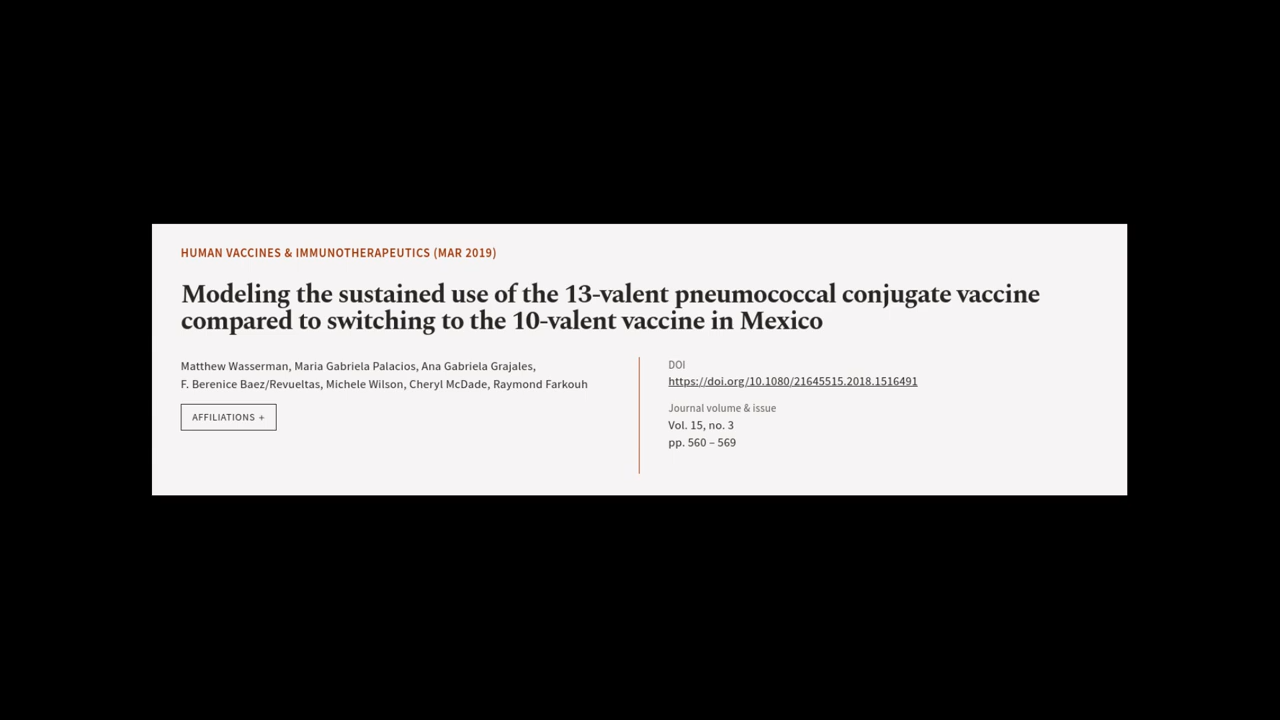 HUMAN VACCINES & IMMUNOTHERAPEUTICS (MAR 2019)
Modeling the sustained use of the 13-valent pneumococcal conjugate vaccine
compared to switching to the 10-valent vaccine in Mexico
Matthew Wasserman, Maria Gabriela Palacios, Ana Gabriela Grajales,
F. Berenice Baez/Revueltas, Michele Wilson, Cheryl McDade, Raymond Farkouh
AFFILIATIONS +
DOI
https://doi.org/10.1080/21645515.2018.1516491
Journal volume & issue
Vol. 15, no. 3
pp. 560 – 569